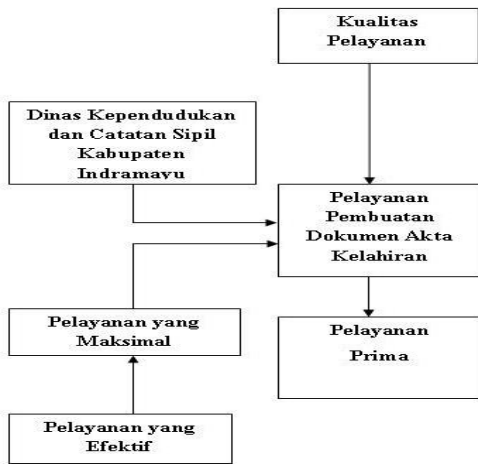 Kualitas
Pelayanan
Dinas Kependudukan
dan Catatan Sipil
Kabupaten
Indramayu
Pelayanan
Pembuatan
Dokumen Akta
Kelahiran
Pelayanan yang
Maksimal
Pelayanan
Prima
Pelayanan yang
Efektif